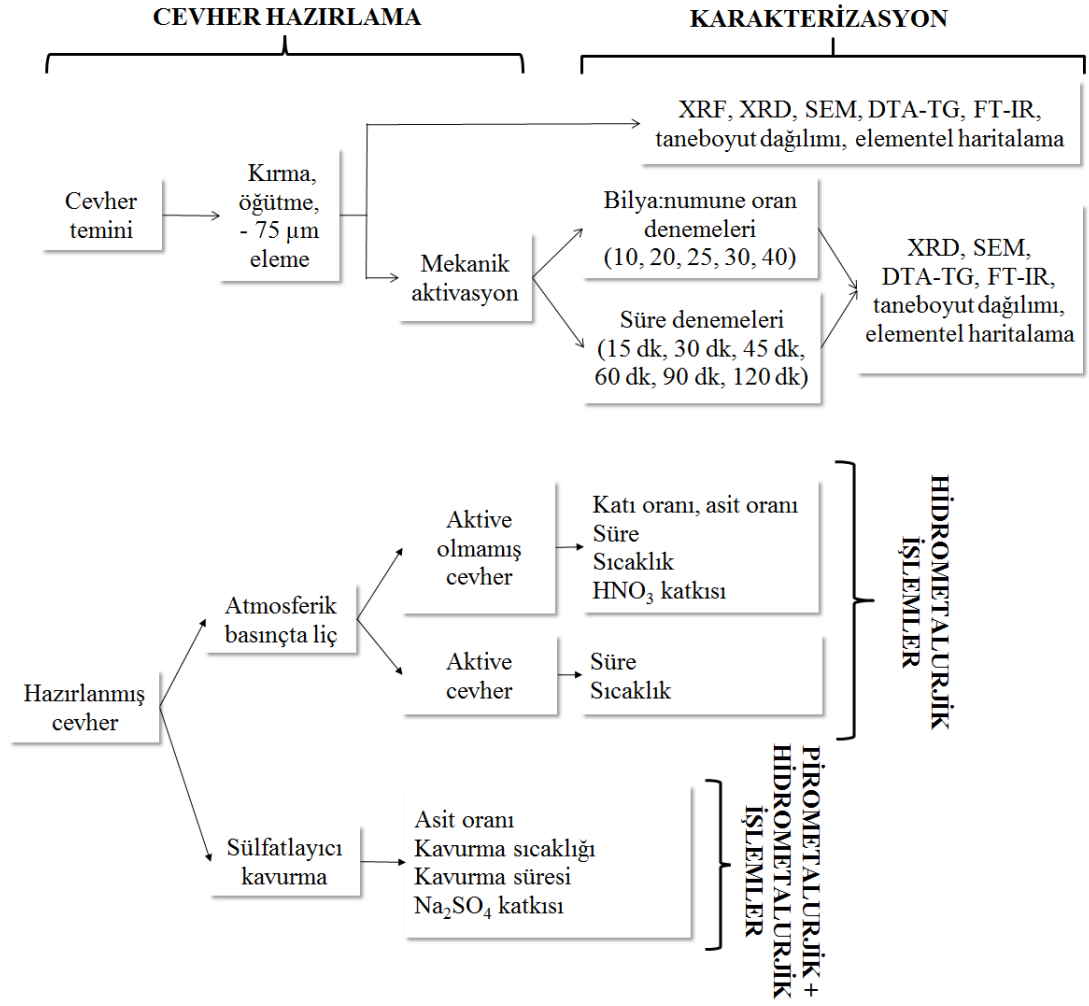 CEVHER HAZIRLAMA
KARAKTERİZASYON
XRF, XRD, SEM, DTA-TG, FT-IR,
taneboyut dağılımı, elementel haritalama
Cevher
temini
Kırma,
öğütme,
- 75 µm
eleme
Mekanik
aktivasyon
Bilya:numune oran
denemeleri
(10, 20, 25, 30, 40)
Süre denemeleri
(15 dk, 30 dk, 45 dk,
60 dk, 90 dk, 120 dk)
XRD, SEM,
DTA-TG, FT-IR,
taneboyut dağılımı,
elementel haritalama
Hazırlanmış
cevher
Atmosferik
basınçta liç
Aktive
olmamış
cevher
Katı oranı, asit oranı
Süre
Sıcaklık
HNO₃ katkısı
Aktive
cevher
Süre
Sıcaklık
HİDROMETALURJİK
İŞLEMLER
Sülfatlayıcı
kavurma
Asit oranı
Kavurma sıcaklığı
Kavurma süresi
Na₂SO₄ katkısı
PİROMETALURJİK +
HİDROMETALURJİK
İŞLEMLER